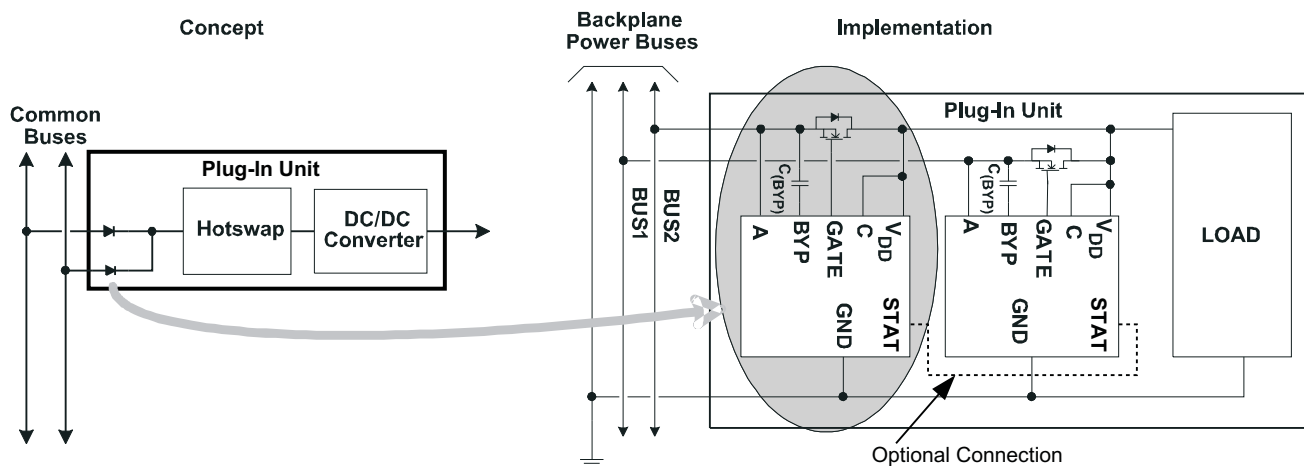 Concept
Backplane
Power Buses
Implementation
Common
Buses
Plug-In Unit
Hotswap
DC/DC
Converter
BUS1
BUS2
Plug-In Unit
C(BYP)
A
BYP
GATE
C
VDD
GND
STAT
C(BYP)
A
BYP
GATE
C
VDD
GND
STAT
LOAD
Optional Connection